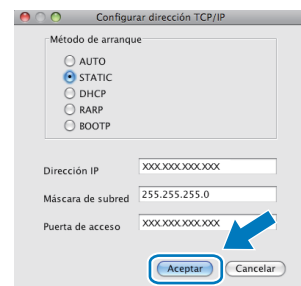 Configurar dirección TCP/IP
Método de arranque
AUTO
STATIC
DHCP
RARP
BOOTP
Dirección IP XXX.XXX.XXX.XXX
Máscara de subred 255.255.255.0
Puerta de acceso XXX.XXX.XXX.XXX
Aceptar Cancelar